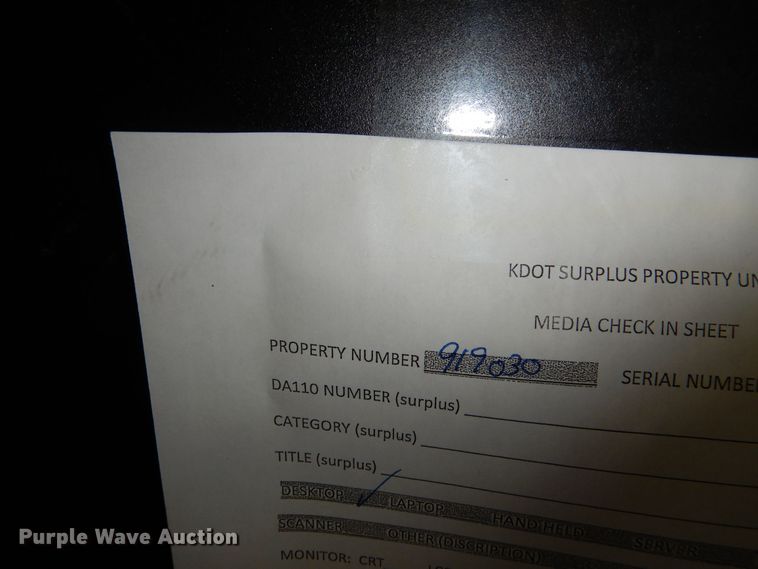 KDOT SURPLUS PROPERTY
MEDIA CHECK IN SHEET
PROPERTY NUMBER 919030 SERIAL NUMBER
DA110 NUMBER (surplus)
CATEGORY (surplus)
TITLE (surplus)
DESKTOP ✓ LAPTOP HAND HELD SERVER
SCANNER OTHER (DISCRIPTION)
MONITOR: CRT
Purple Wave Auction